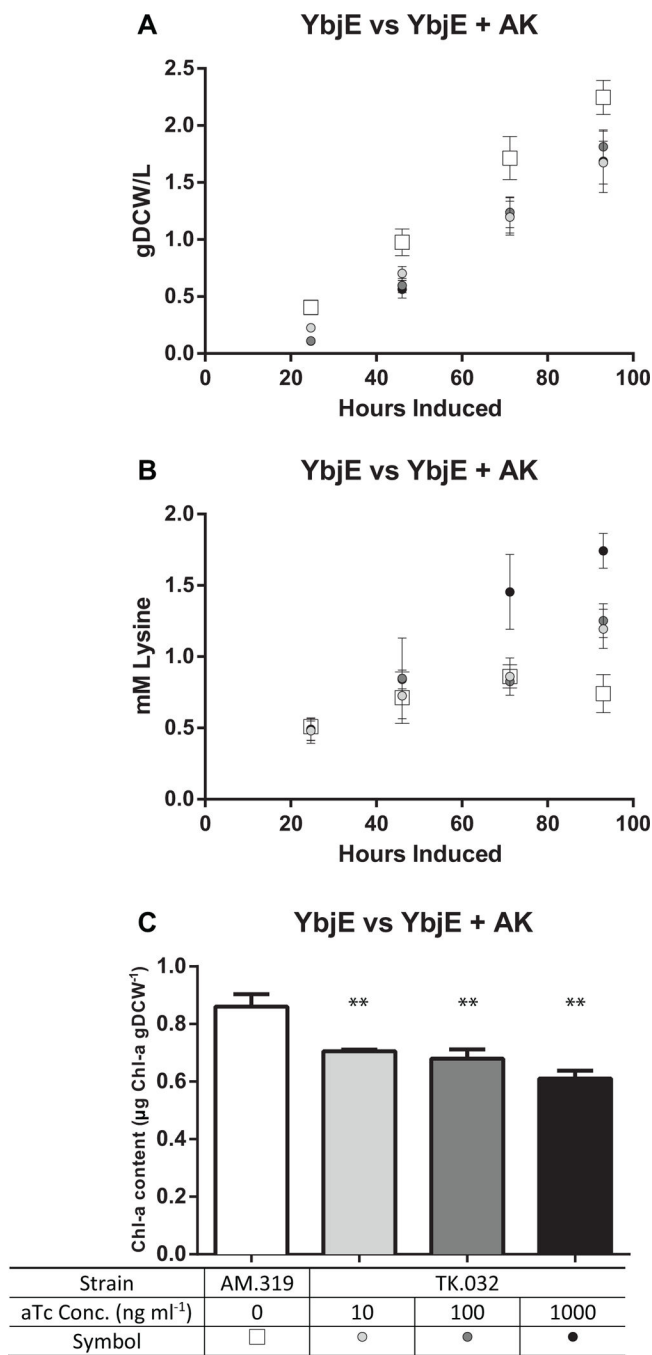 A YbjE vs YbjE + AK
2.5
2.0
1.5
1.0
0.5
0.0
gDCW/L
0 20 40 60 80 100
Hours Induced
B YbjE vs YbjE + AK
2.0
1.5
1.0
0.5
0.0
mM Lysine
0 20 40 60 80 100
Hours Induced
C YbjE vs YbjE + AK
1.0
0.8
0.6
0.4
0.2
0.0
Chl-a content (µg Chl-a gDCW⁻¹)
** ** **
Strain AM.319 TK.032
aTc Conc. (ng ml⁻¹) 0 10 100 1000
Symbol